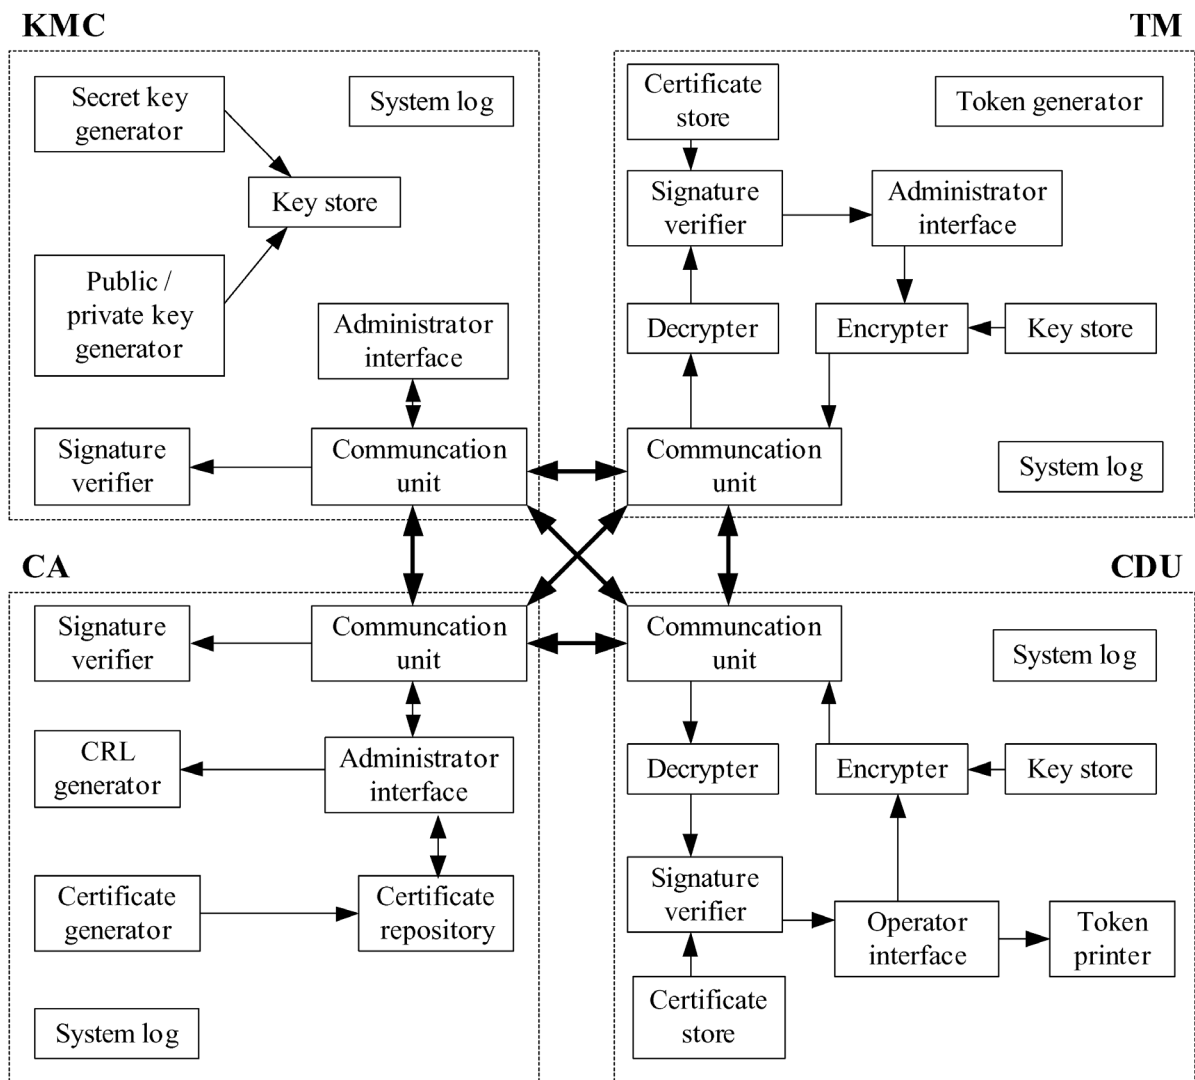 KMC
Secret key
generator
System log
Key store
Public /
private key
generator
Administrator
interface
Signature
verifier
Communcation
unit
TM
Certificate
store
Token generator
Signature
verifier
Administrator
interface
Decrypter
Encrypter
Key store
Communcation
unit
System log
CA
Signature
verifier
Communcation
unit
CRL
generator
Administrator
interface
Certificate
generator
Certificate
repository
System log
CDU
Communcation
unit
System log
Decrypter
Encrypter
Key store
Signature
verifier
Operator
interface
Token
printer
Certificate
store